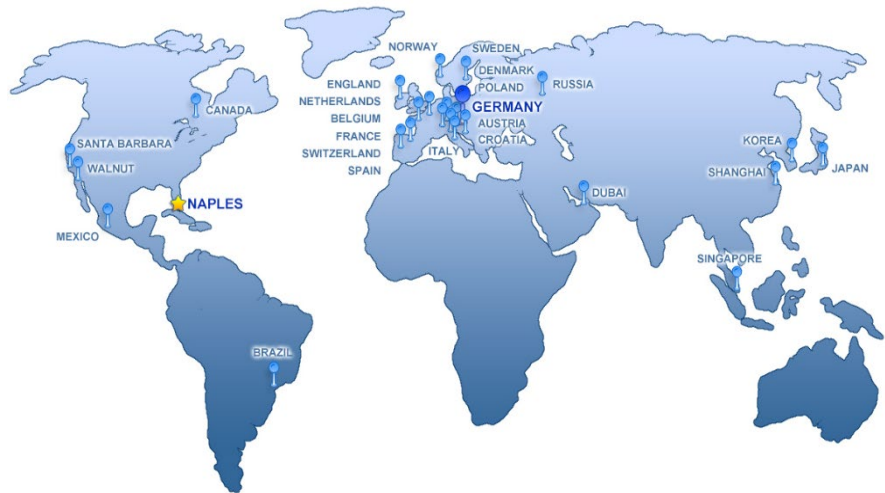 NORWAY
SWEDEN
DENMARK
POLAND
RUSSIA
ENGLAND
NETHERLANDS
GERMANY
BELGIUM
AUSTRIA
FRANCE
CROATIA
SWITZERLAND
ITALY
SPAIN
CANADA
SANTA BARBARA
WALNUT
NAPLES
MEXICO
KOREA
JAPAN
SHANGHAI
DUBAI
SINGAPORE
BRAZIL